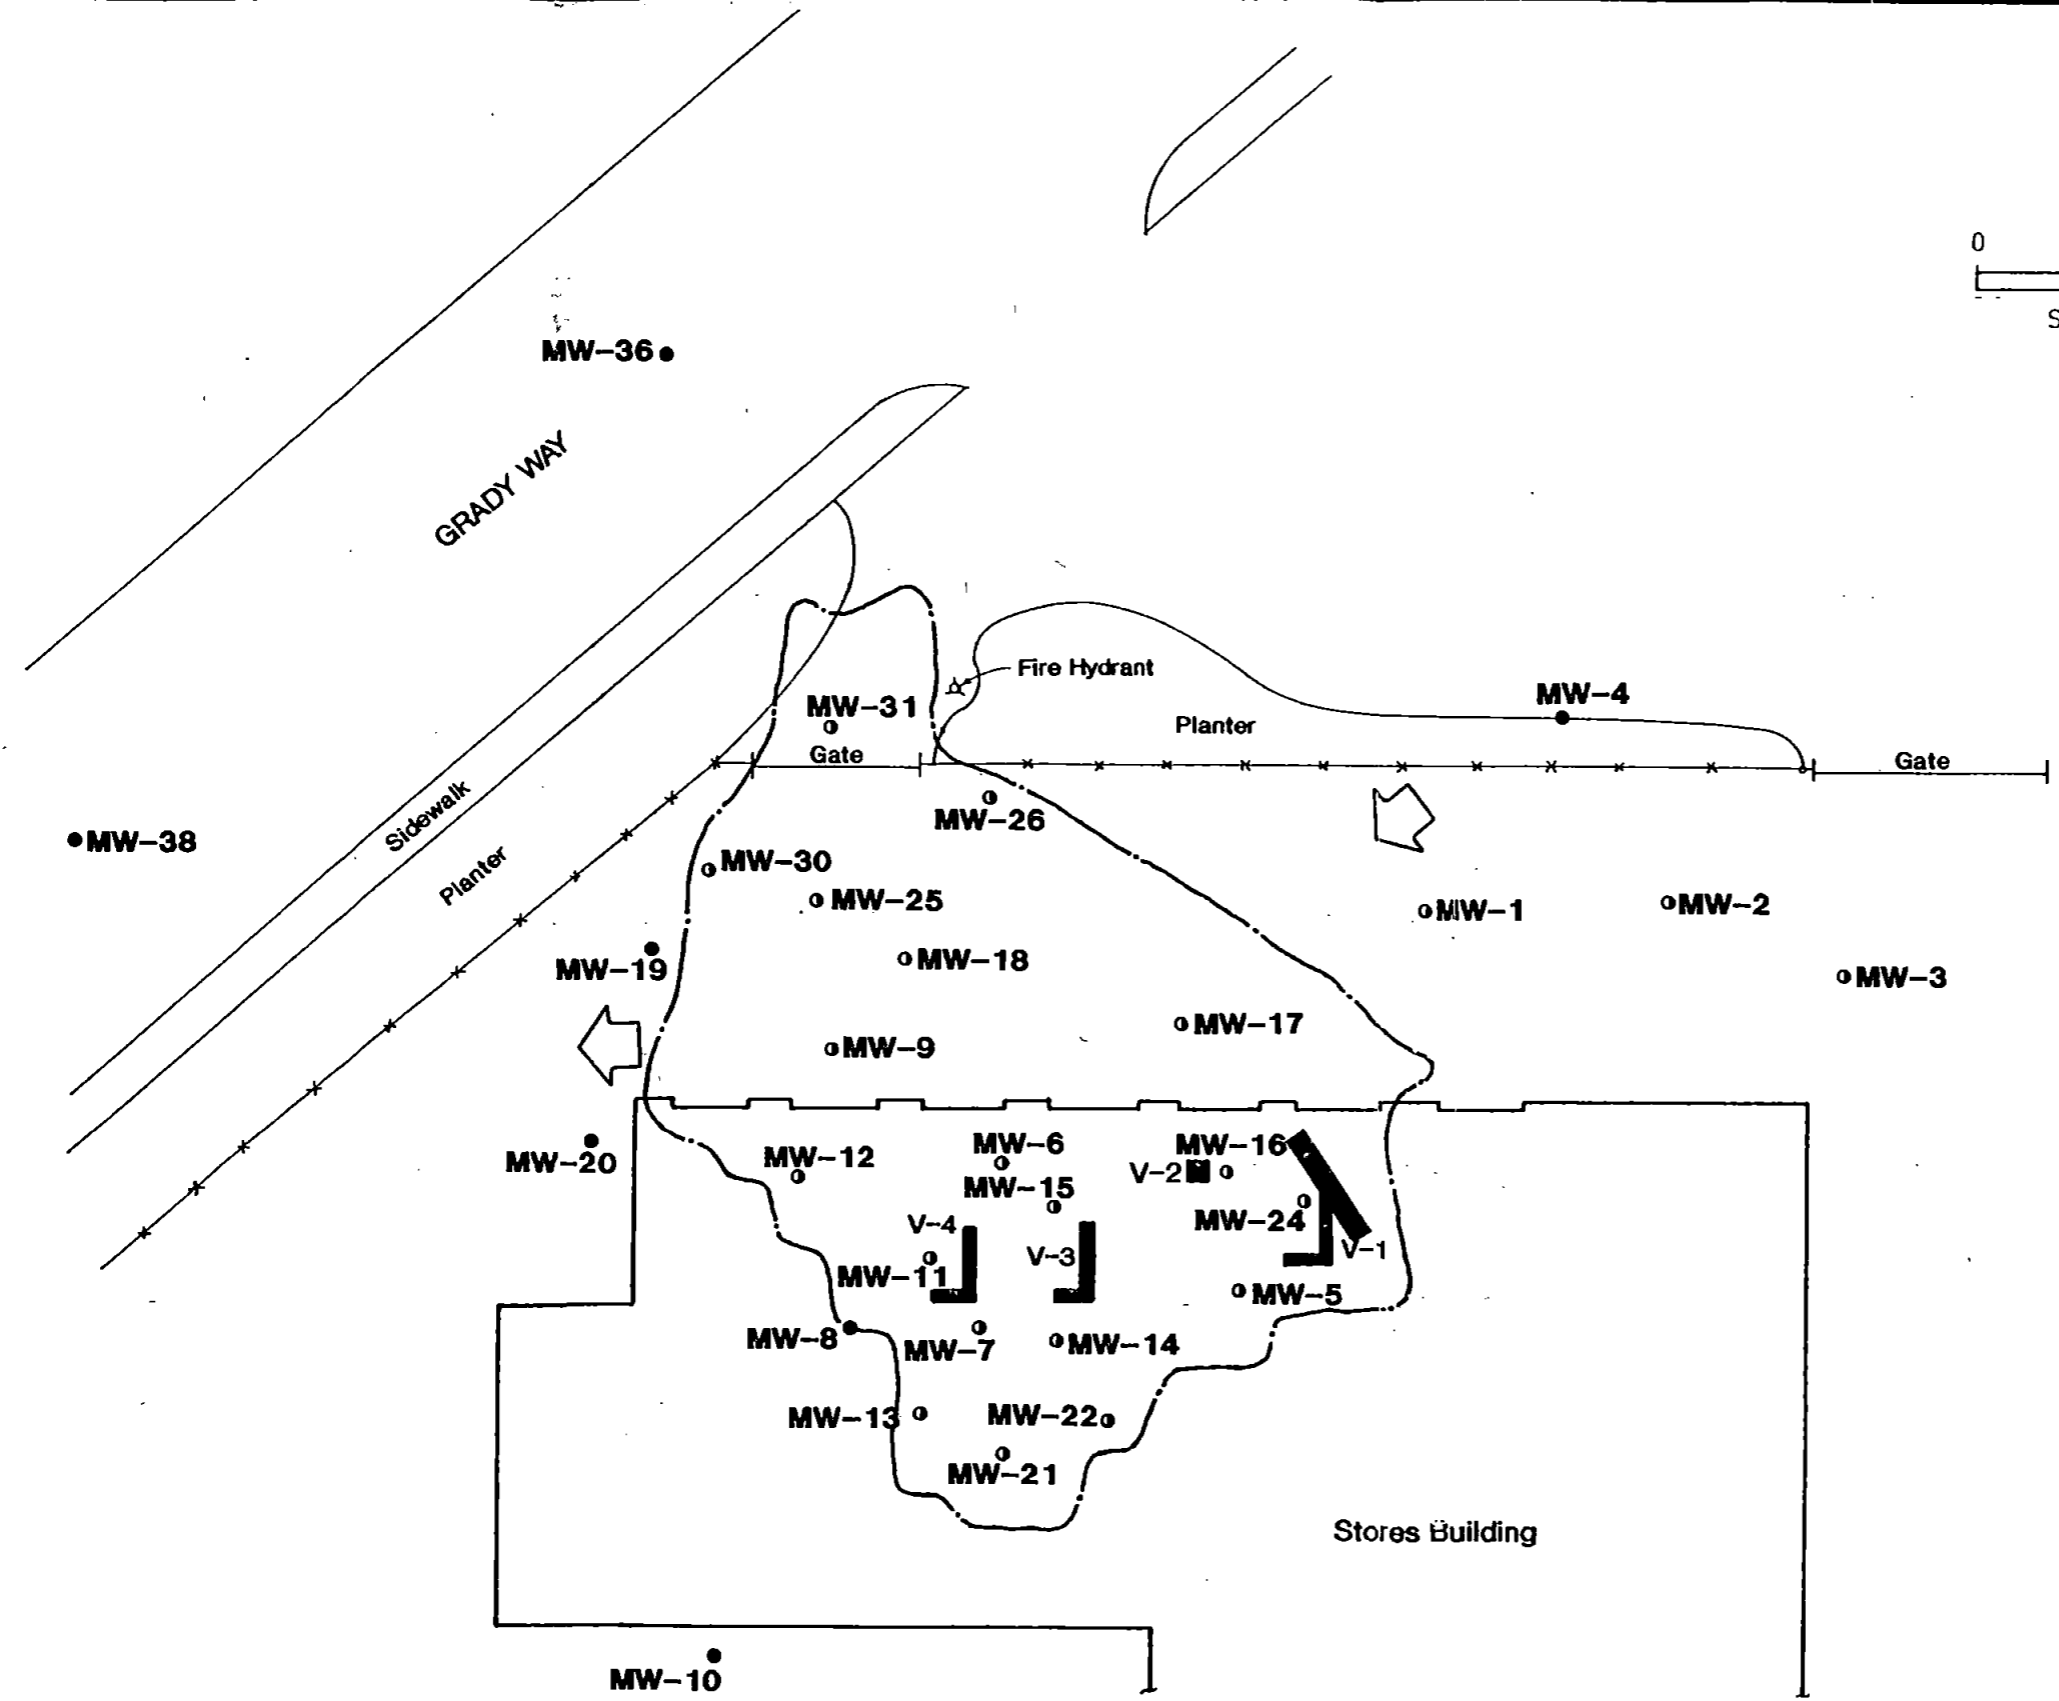 0
S
MW-36
GRADY WAY
Fire Hydrant
MW-4
MW-31
Planter
Gate
Gate
Sidewalk
MW-26
MW-38
Planter
MW-30
MW-25
MW-1
MW-2
MW-18
MW-19
MW-3
MW-17
MW-9
MW-6
MW-16
MW-12
MW-20
V-2
MW-15
V-4
MW-24
V-3
V-1
MW-11
MW-5
MW-8
MW-7
MW-14
MW-13
MW-22
MW-21
Stores Building
MW-10